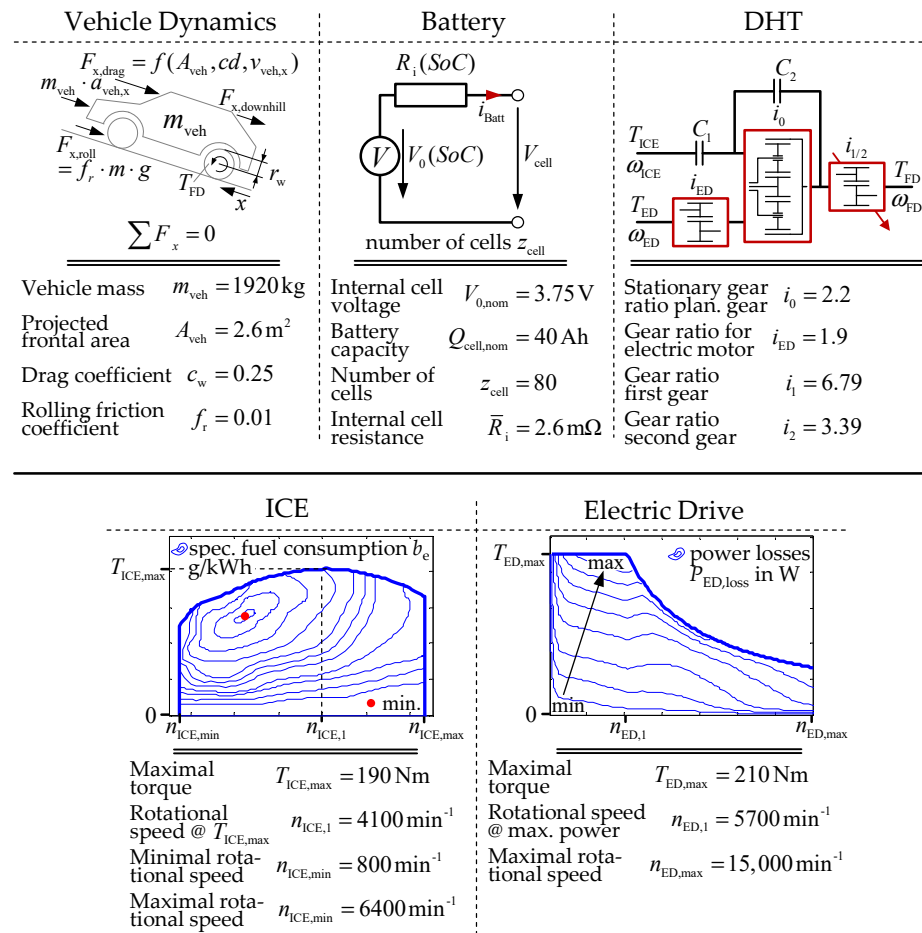 Vehicle Dynamics
Battery
DHT
F_x,drag = f(A_veh, cd, v_veh,x)
m_veh · a_veh,x
F_x,downhill
m_veh
F_x,roll
= f_r · m · g
T_FD
r_w
x
∑F_x = 0
R_i(SoC)
i_Batt
V
V_0(SoC)
V_cell
number of cells z_cell
C_2
i_0
C_1
T_ICE
ω_ICE
i_ED
T_ED
ω_ED
i_1/2
T_FD
ω_FD
Vehicle mass m_veh = 1920 kg
Projected
frontal area A_veh = 2.6 m²
Drag coefficient c_w = 0.25
Rolling friction
coefficient f_r = 0.01
Internal cell
voltage V_0,nom = 3.75 V
Battery
capacity Q_cell,nom = 40 Ah
Number of
cells z_cell = 80
Internal cell
resistance R̅_i = 2.6 mΩ
Stationary gear
ratio plan. gear i_0 = 2.2
Gear ratio for
electric motor i_ED = 1.9
Gear ratio
first gear i_1 = 6.79
Gear ratio
second gear i_2 = 3.39
ICE
spec. fuel consumption b_e
g/kWh
T_ICE,max
0
min.
n_ICE,min
n_ICE,1
n_ICE,max
Maximal
torque T_ICE,max = 190 Nm
Rotational
speed @ T_ICE,max n_ICE,1 = 4100 min⁻¹
Minimal rota-
tional speed n_ICE,min = 800 min⁻¹
Maximal rota-
tional speed n_ICE,min = 6400 min⁻¹
Electric Drive
T_ED,max
power losses
P_ED,loss in W
max
min
0
n_ED,1
n_ED,max
Maximal
torque T_ED,max = 210 Nm
Rotational speed
@ max. power n_ED,1 = 5700 min⁻¹
Maximal rota-
tional speed n_ED,max = 15,000 min⁻¹